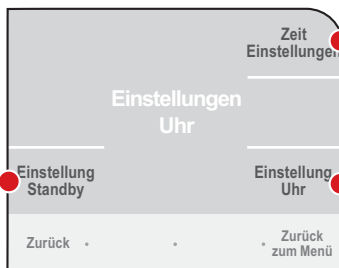 Zeit
Einstellungen
Einstellungen
Uhr
Einstellung
Standby
Einstellung
Uhr
Zurück
Zurück
zum Menü